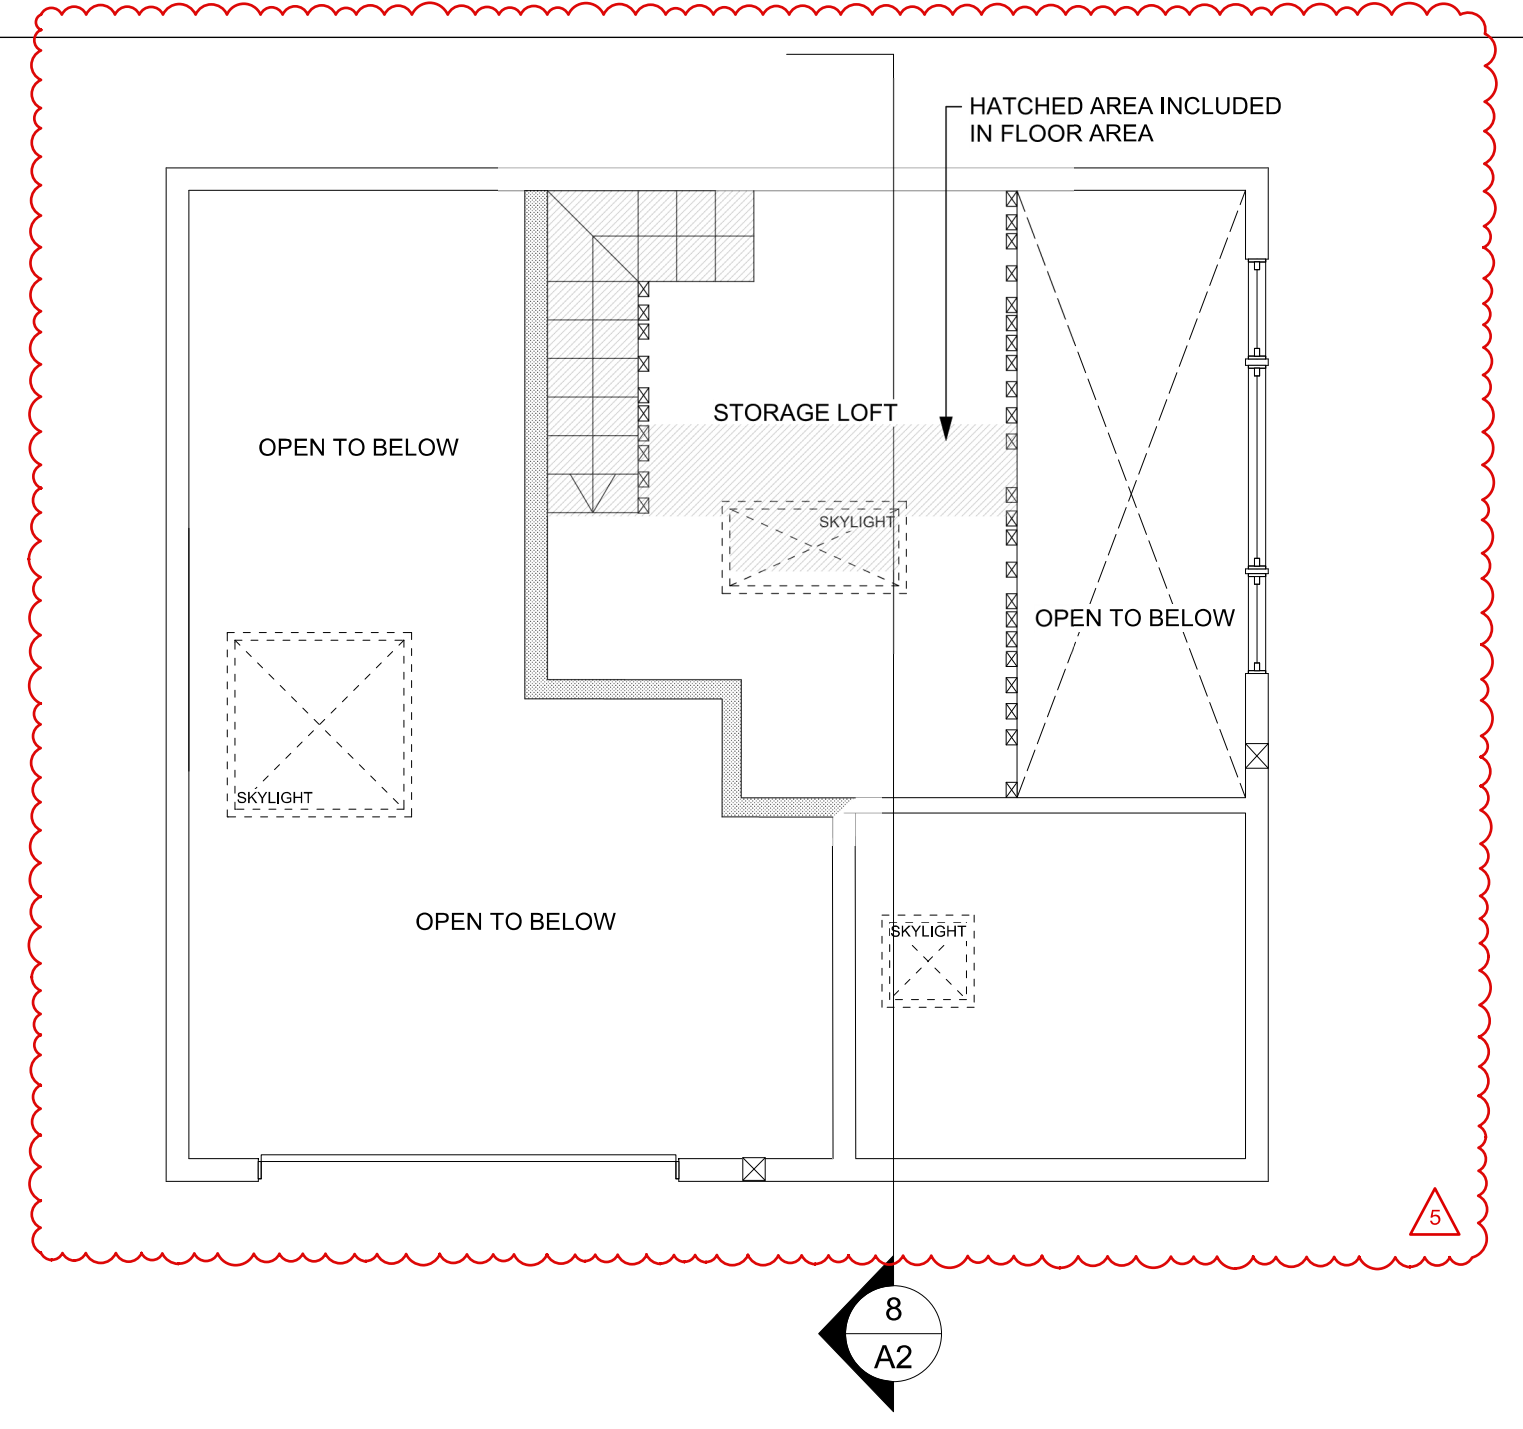 HATCHED AREA INCLUDED
IN FLOOR AREA
STORAGE LOFT
OPEN TO BELOW
SKYLIGHT
OPEN TO BELOW
SKYLIGHT
OPEN TO BELOW
SKYLIGHT
5
8
A2